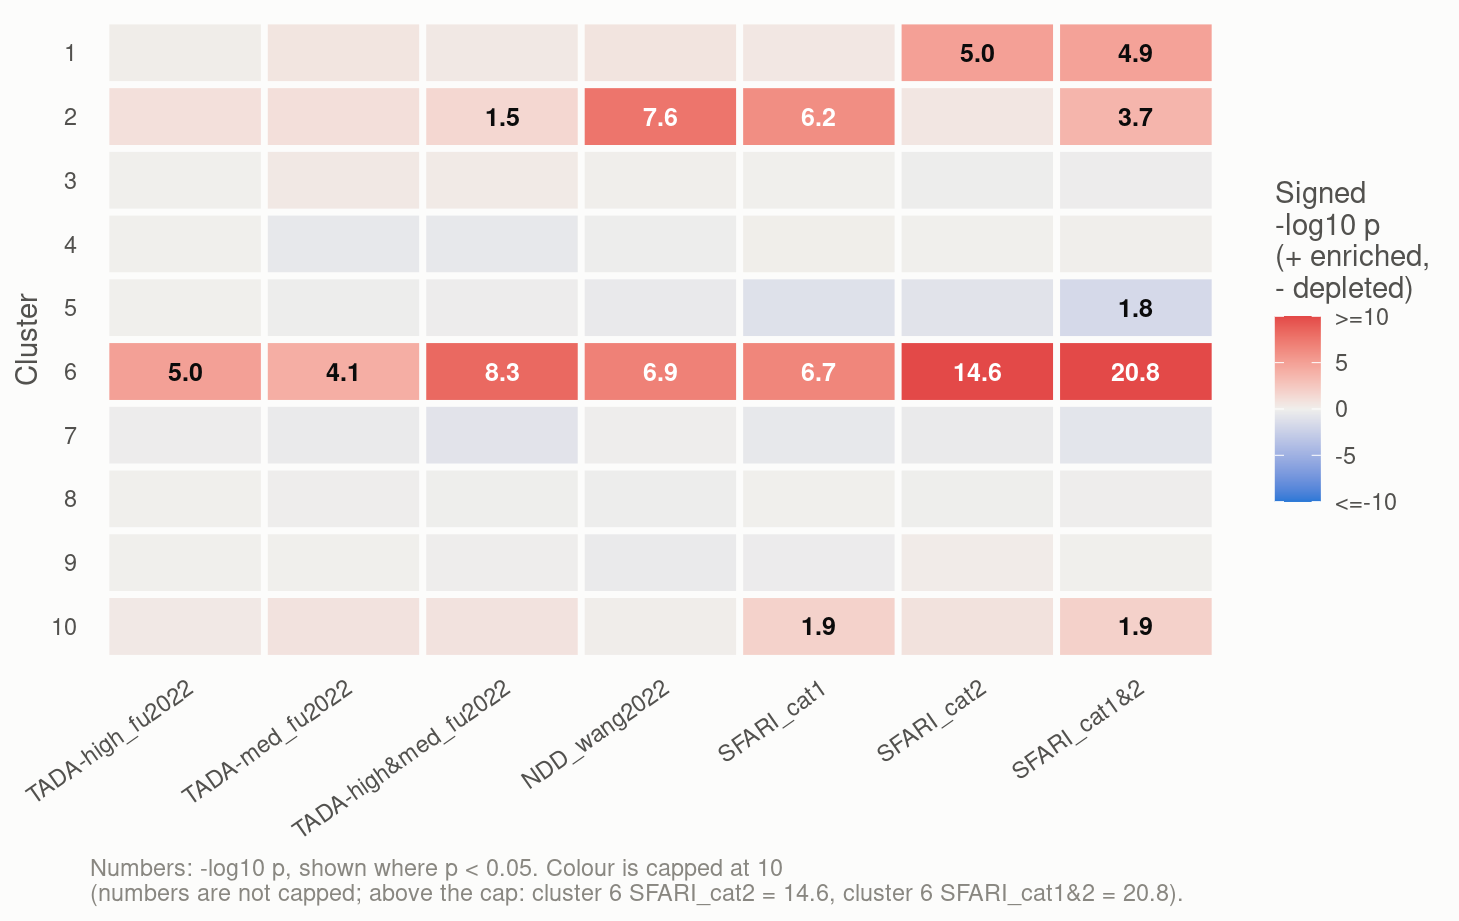 1 5.0 4.9
2 1.5 7.6 6.2 3.7
3
4
5 1.8
6 5.0 4.1 8.3 6.9 6.7 14.6 20.8
7
8
9
10 1.9 1.9
Cluster
TADA-high_fu2022
TADA-med_fu2022
TADA-high&med_fu2022
NDD_wang2022
SFARI_cat1
SFARI_cat2
SFARI_cat1&2
Signed
-log10 p
(+ enriched,
- depleted)
>=10
5
0
-5
<=-10
Numbers: -log10 p, shown where p < 0.05. Colour is capped at 10
(numbers are not capped; above the cap: cluster 6 SFARI_cat2 = 14.6, cluster 6 SFARI_cat1&2 = 20.8).